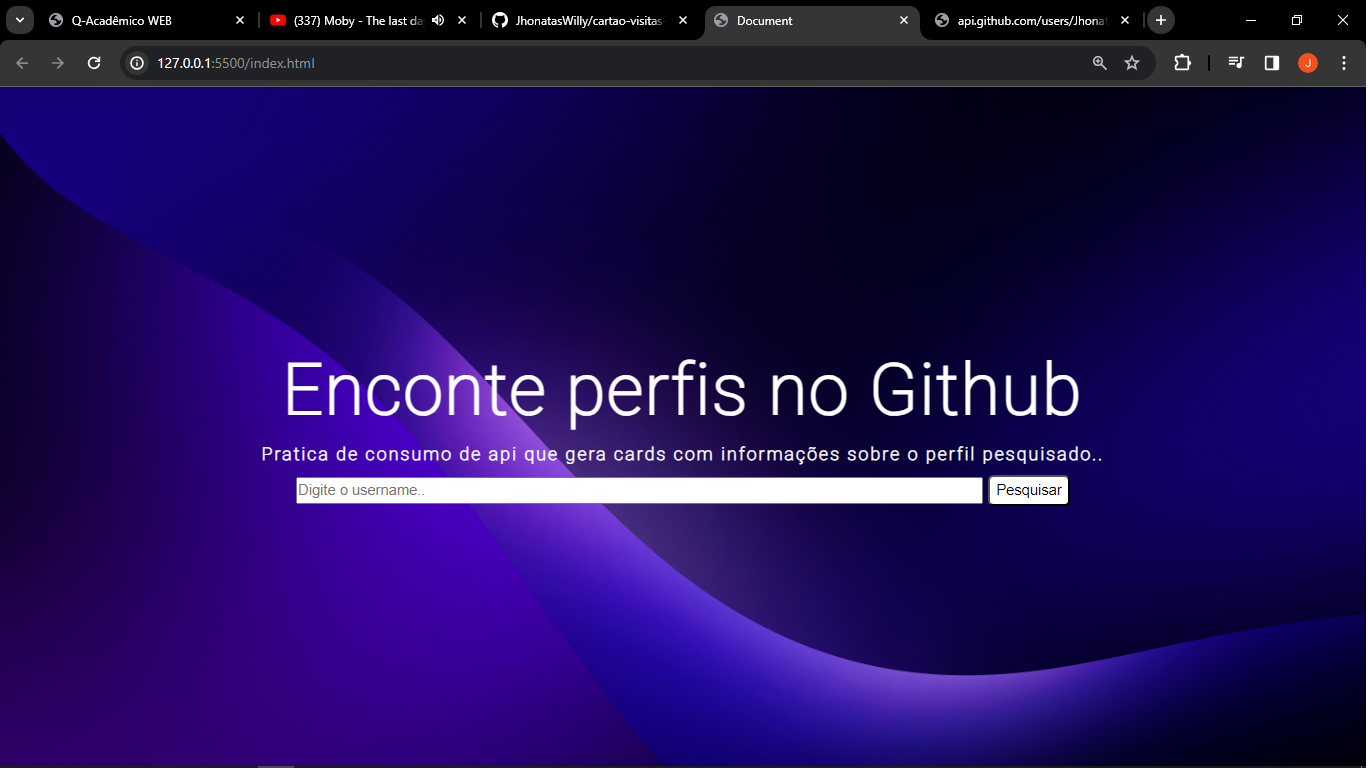 Q-Acadêmico WEB
(337) Moby - The last da
JhonatasWilly/cartao-visitas-
Document
api.github.com/users/Jhonat
127.0.0.1:5500/index.html
J
Enconte perfis no Github
Pratica de consumo de api que gera cards com informações sobre o perfil pesquisado..
Digite o username..
Pesquisar